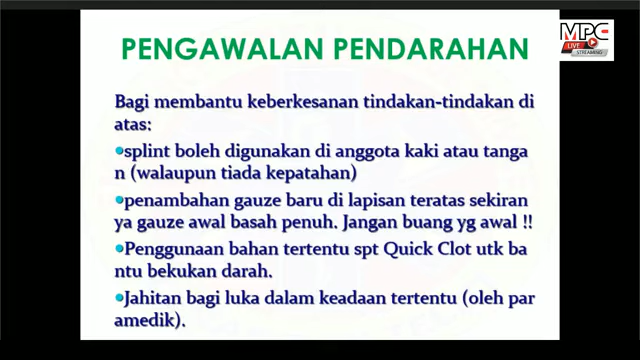 PENGAWALAN PENDARAHAN
MPC
LIVE STREAMING
Bagi membantu keberkesanan tindakan-tindakan di
atas:
•splint boleh digunakan di anggota kaki atau tanga
n (walaupun tiada kepatahan)
•penambahan gauze baru di lapisan teratas sekiran
ya gauze awal basah penuh. Jangan buang yg awal !!
•Penggunaan bahan tertentu spt Quick Clot utk ba
ntu bekukan darah.
•Jahitan bagi luka dalam keadaan tertentu (oleh par
amedik).